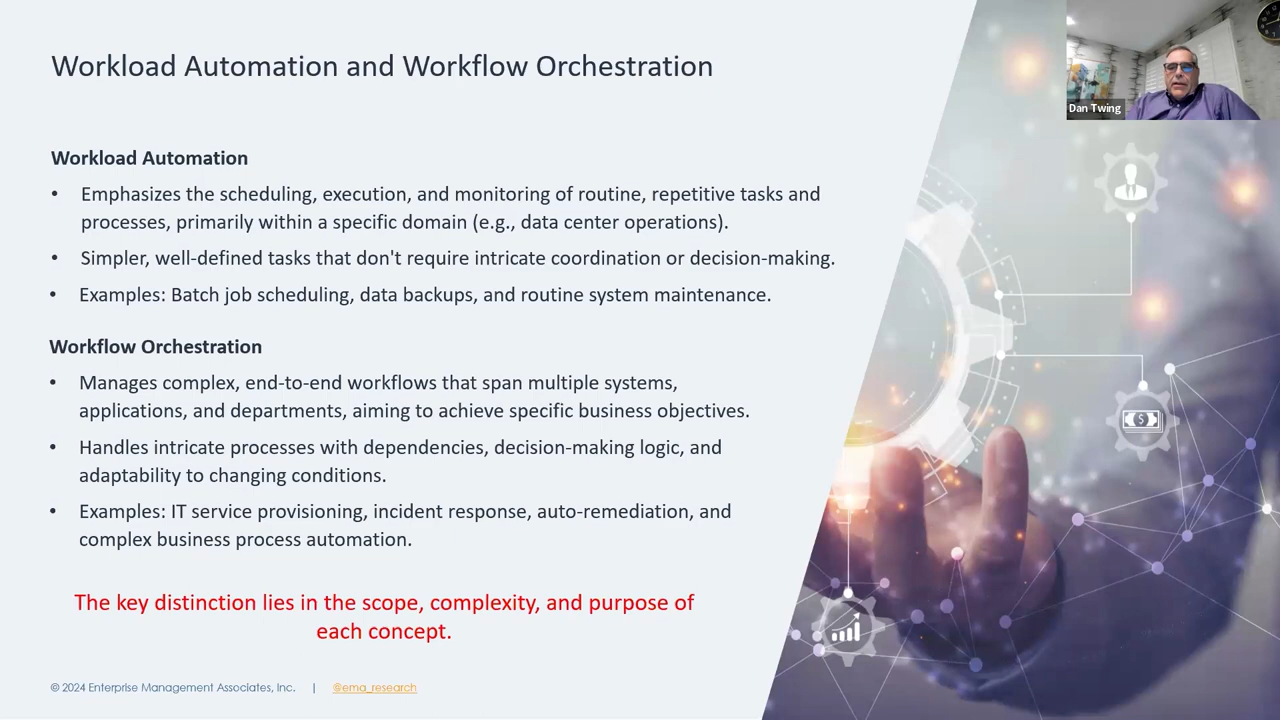 Workload Automation and Workflow Orchestration
Dan Twing
Workload Automation
• Emphasizes the scheduling, execution, and monitoring of routine, repetitive tasks and
processes, primarily within a specific domain (e.g., data center operations).
• Simpler, well-defined tasks that don't require intricate coordination or decision-making.
• Examples: Batch job scheduling, data backups, and routine system maintenance.
Workflow Orchestration
• Manages complex, end-to-end workflows that span multiple systems,
applications, and departments, aiming to achieve specific business objectives.
• Handles intricate processes with dependencies, decision-making logic, and
adaptability to changing conditions.
• Examples: IT service provisioning, incident response, auto-remediation, and
complex business process automation.
The key distinction lies in the scope, complexity, and purpose of
each concept.
© 2024 Enterprise Management Associates, Inc. | @ema_research